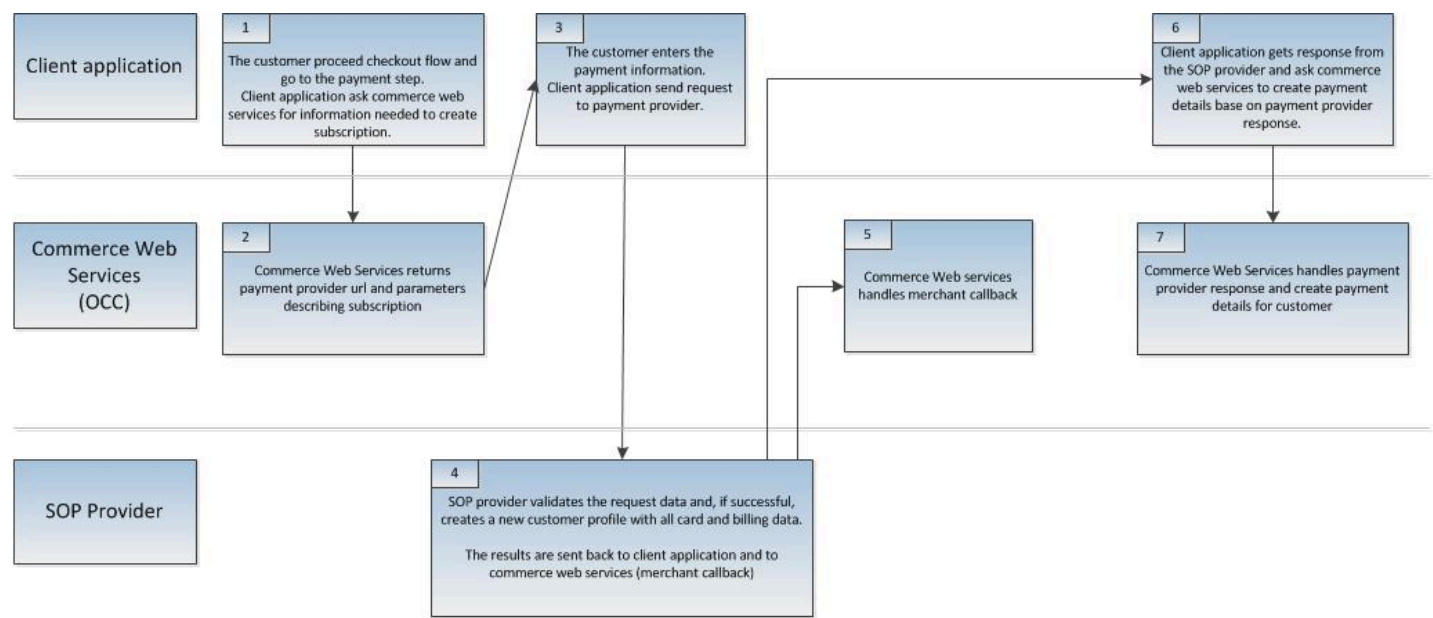 Client application
1
The customer proceed checkout flow and
go to the payment step.
Client application ask commerce web
services for information needed to create
subscription.
3
The customer enters the
payment information.
Client application send request
to payment provider.
6
Client application gets response from
the SOP provider and ask commerce
web services to create payment
details base on payment provider
response.
Commerce Web
Services
(OCC)
2
Commerce Web Services returns
payment provider url and parameters
describing subscription
5
Commerce Web services
handles merchant callback
7
Commerce Web Services handles payment
provider response and create payment
details for customer
SOP Provider
4
SOP provider validates the request data and, if successful,
creates a new customer profile with all card and billing data.
The results are sent back to client application and to
commerce web services (merchant callback)